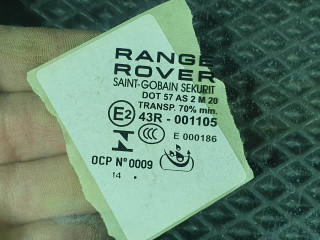 RANGE
ROVER
SAINT-GOBAIN SEKURIT
DOT 57 AS 2 M 20
TRANSP. 70% min.
E2 43R - 001105
CCC E 000186
OCP N°0009
14 .